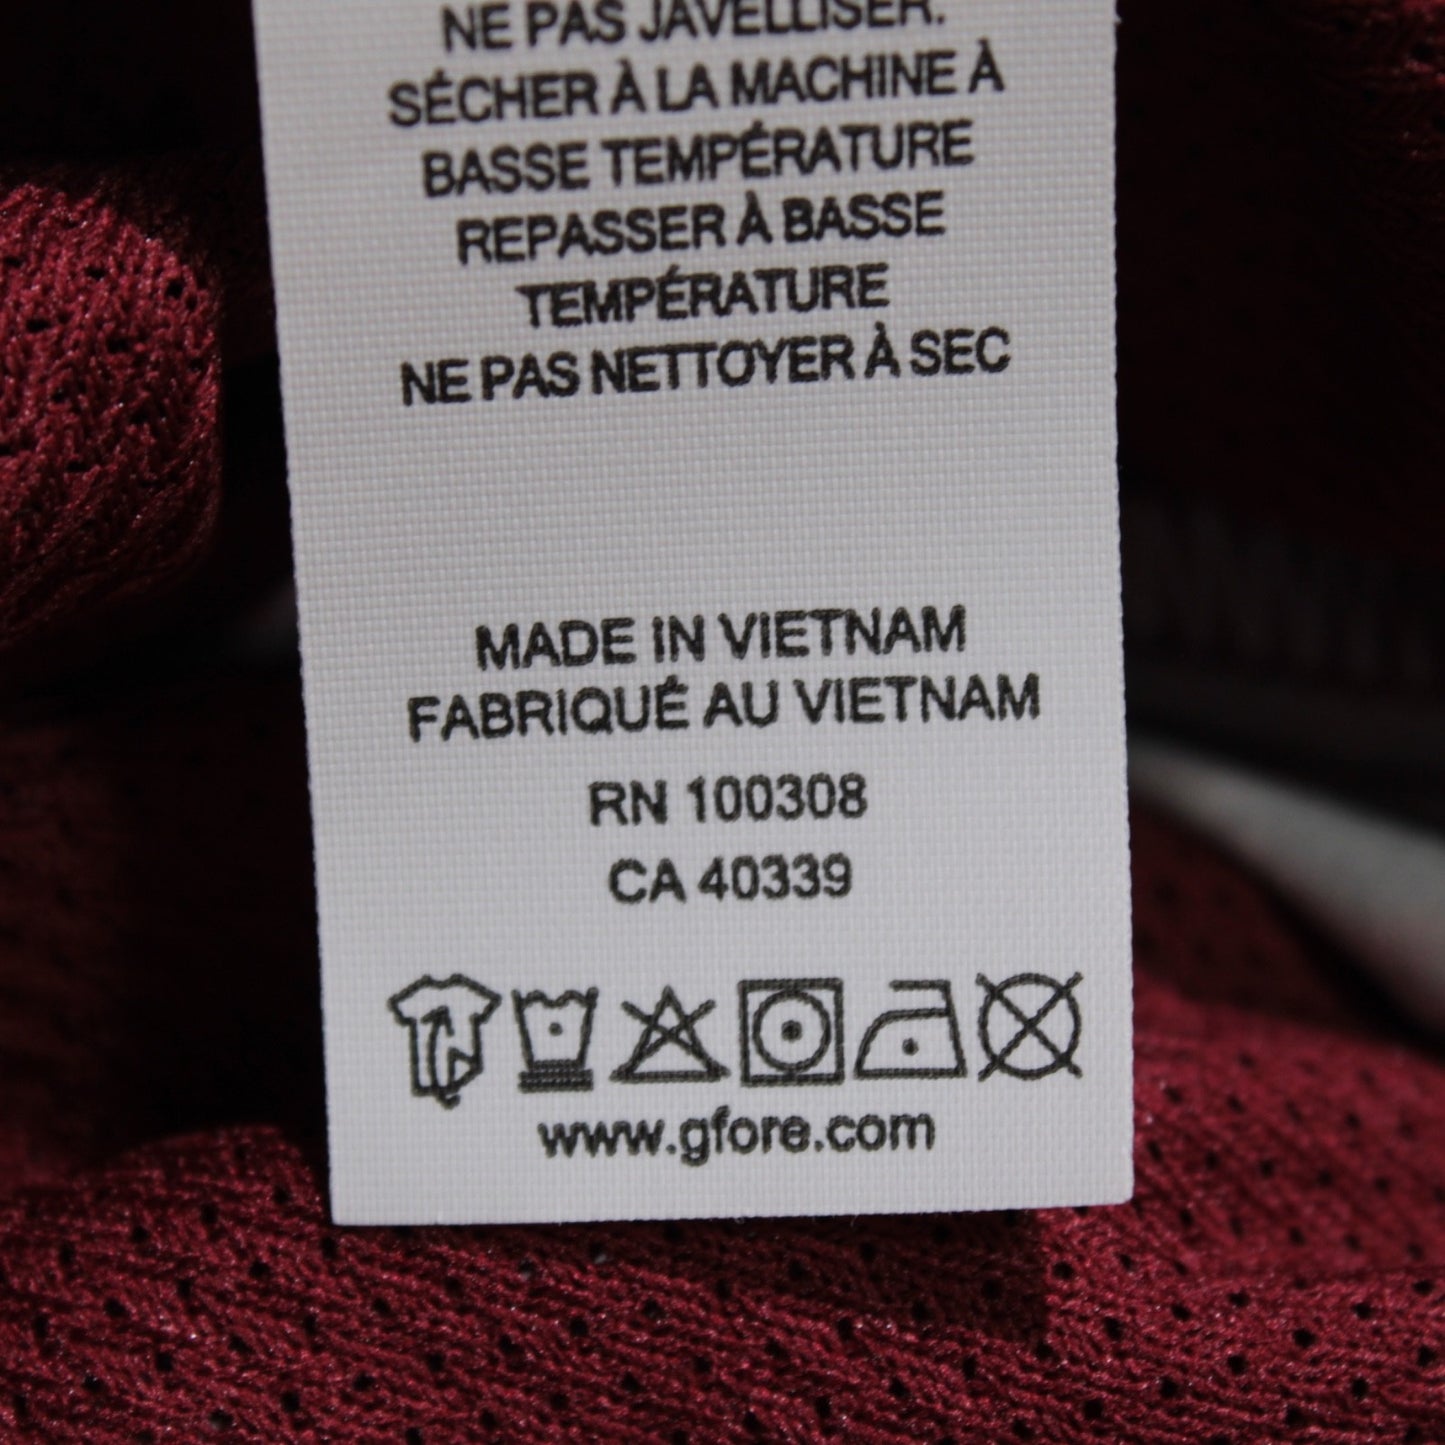 NE PAS JAVELLISER.
SÉCHER À LA MACHINE À
BASSE TEMPÉRATURE
REPASSER À BASSE
TEMPÉRATURE
NE PAS NETTOYER À SEC
MADE IN VIETNAM
FABRIQUÉ AU VIETNAM
RN 100308
CA 40339
www.gfore.com